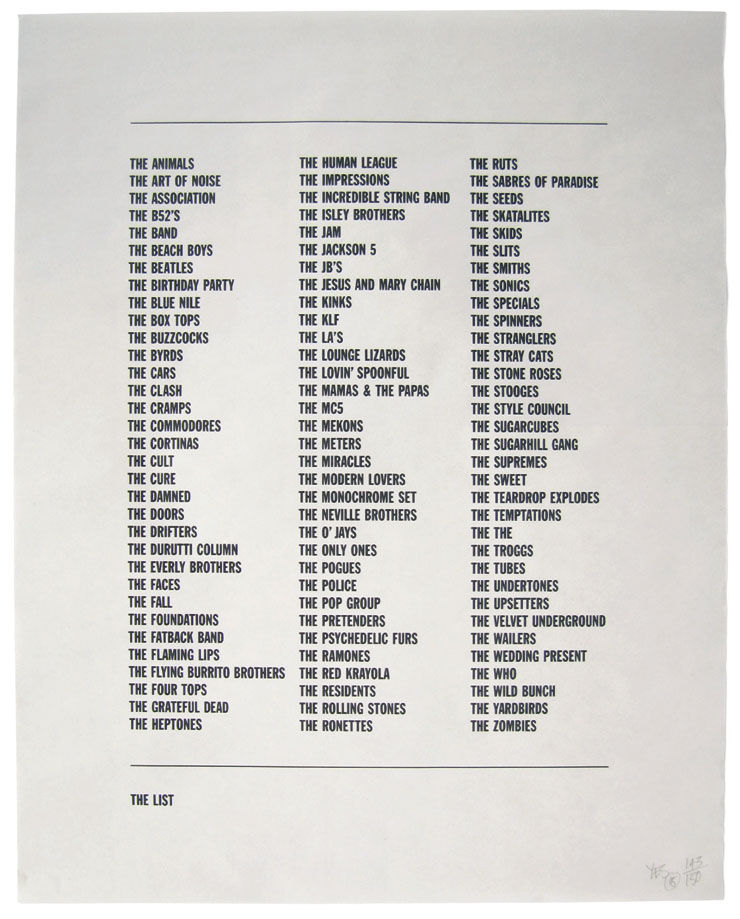 THE ANIMALS
THE ART OF NOISE
THE ASSOCIATION
THE B52'S
THE BAND
THE BEACH BOYS
THE BEATLES
THE BIRTHDAY PARTY
THE BLUE NILE
THE BOX TOPS
THE BUZZCOCKS
THE BYRDS
THE CARS
THE CLASH
THE CRAMPS
THE COMMODORES
THE CORTINAS
THE CULT
THE CURE
THE DAMNED
THE DOORS
THE DRIFTERS
THE DURUTTI COLUMN
THE EVERLY BROTHERS
THE FACES
THE FALL
THE FOUNDATIONS
THE FATBACK BAND
THE FLAMING LIPS
THE FLYING BURRITO BROTHERS
THE FOUR TOPS
THE GRATEFUL DEAD
THE HEPTONES
THE HUMAN LEAGUE
THE IMPRESSIONS
THE INCREDIBLE STRING BAND
THE ISLEY BROTHERS
THE JAM
THE JACKSON 5
THE JB'S
THE JESUS AND MARY CHAIN
THE KINKS
THE KLF
THE LA'S
THE LOUNGE LIZARDS
THE LOVIN' SPOONFUL
THE MAMAS & THE PAPAS
THE MC5
THE MEKONS
THE METERS
THE MIRACLES
THE MODERN LOVERS
THE MONOCHROME SET
THE NEVILLE BROTHERS
THE O'JAYS
THE ONLY ONES
THE POGUES
THE POLICE
THE POP GROUP
THE PRETENDERS
THE PSYCHEDELIC FURS
THE RAMONES
THE RED KRAYOLA
THE RESIDENTS
THE ROLLING STONES
THE RONETTES
THE RUTS
THE SABRES OF PARADISE
THE SEEDS
THE SKATALITES
THE SKIDS
THE SLITS
THE SMITHS
THE SONICS
THE SPECIALS
THE SPINNERS
THE STRANGLERS
THE STRAY CATS
THE STONE ROSES
THE STOOGES
THE STYLE COUNCIL
THE SUGARCUBES
THE SUGARHILL GANG
THE SUPREMES
THE SWEET
THE TEARDROP EXPLODES
THE TEMPTATIONS
THE THE
THE TROGGS
THE TUBES
THE UNDERTONES
THE UPSETTERS
THE VELVET UNDERGROUND
THE WAILERS
THE WEDDING PRESENT
THE WHO
THE WILD BUNCH
THE YARDBIRDS
THE ZOMBIES
THE LIST
143/150